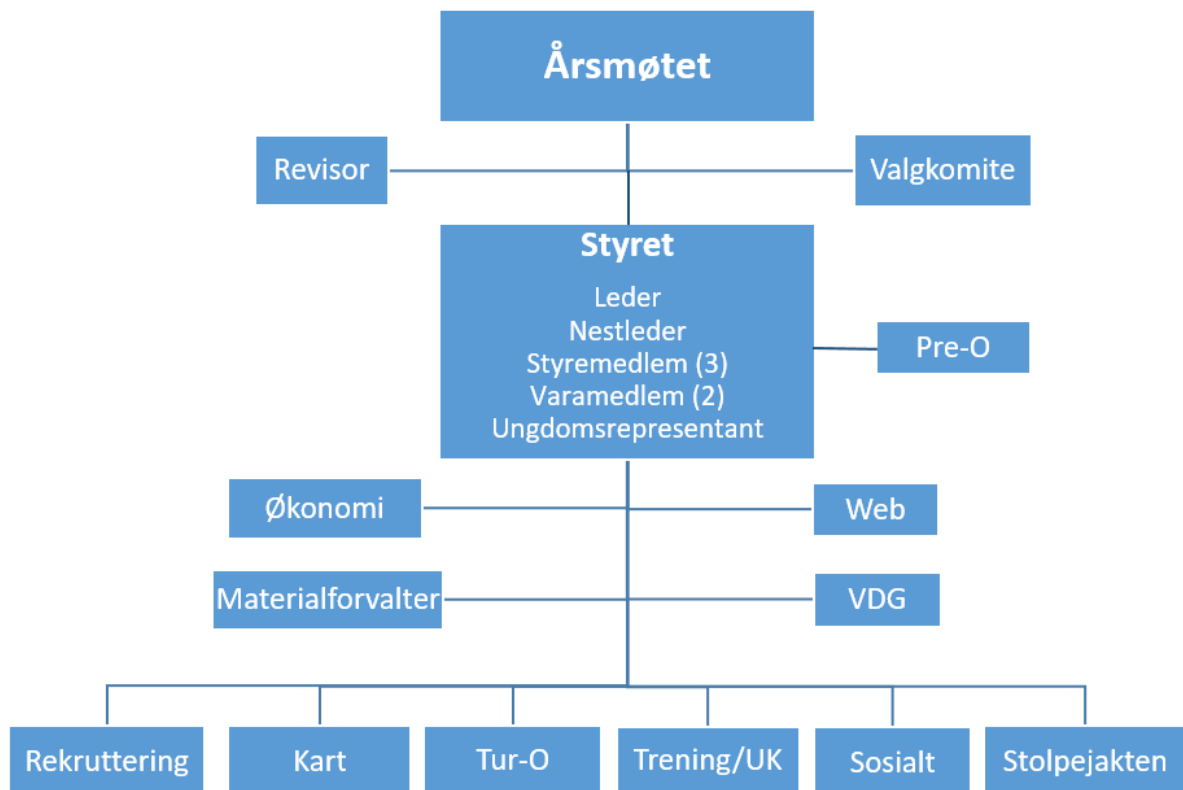 Årsmøtet
Revisor
Valgkomite
Styret
Leder
Nestleder
Styremedlem (3)
Varamedlem (2)
Ungdomsrepresentant
Pre-O
Økonomi
Web
Materialforvalter
VDG
Rekruttering
Kart
Tur-O
Trening/UK
Sosialt
Stolpejakten